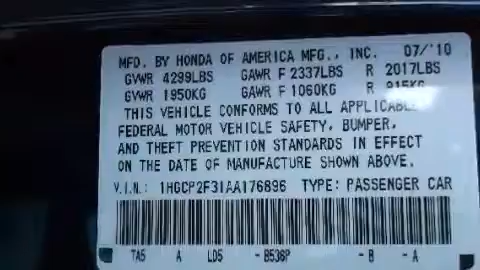 MFD. BY HONDA OF AMERICA MFG., INC. 07/'10
GVWR 4299LBS GAWR F 2337LBS R 2017LBS
GVWR 1950KG GAWR F 1060KG R 915KG
THIS VEHICLE CONFORMS TO ALL APPLICABLE
FEDERAL MOTOR VEHICLE SAFETY, BUMPER,
AND THEFT PREVENTION STANDARDS IN EFFECT
ON THE DATE OF MANUFACTURE SHOWN ABOVE.
V.I.N.: 1HGCP2F31AA176896 TYPE: PASSENGER CAR
TA5 A LD5 - B536P - B - A